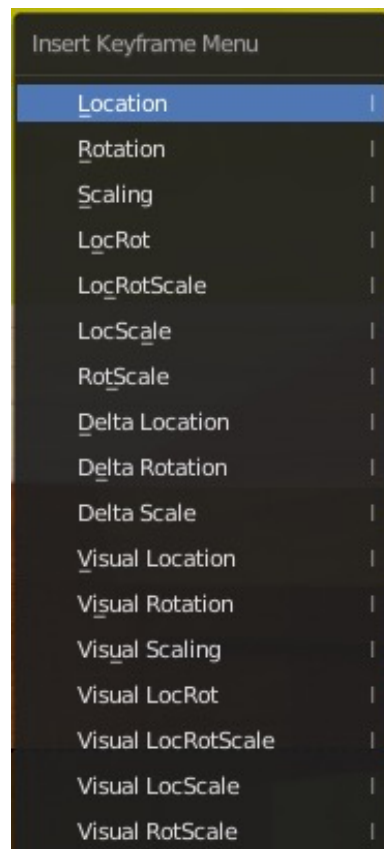 Insert Keyframe Menu
Location I
Rotation I
Scaling I
LocRot I
LocRotScale I
LocScale I
RotScale I
Delta Location I
Delta Rotation I
Delta Scale I
Visual Location I
Visual Rotation I
Visual Scaling I
Visual LocRot I
Visual LocRotScale I
Visual LocScale I
Visual RotScale I